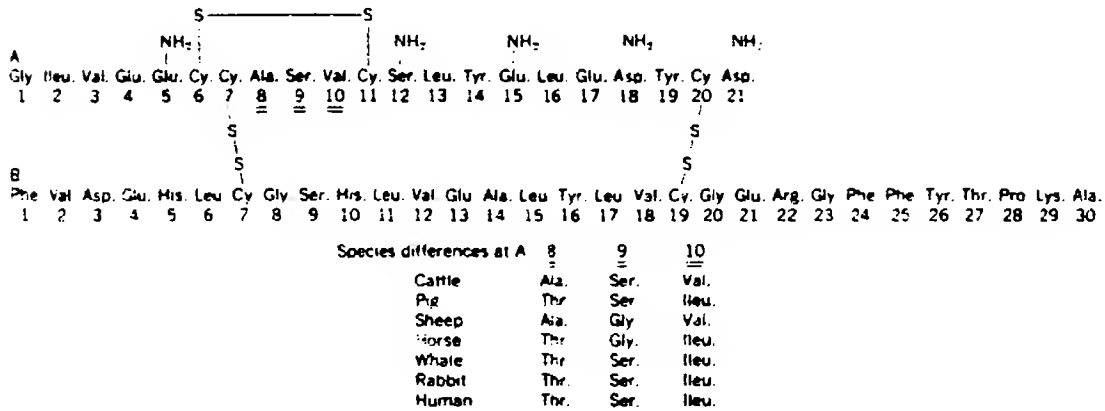 S S
NH2 NH2 NH2 NH2 NH2
A
Gly Ileu. Val. Glu. Glu. Cy. Cy. Ala. Ser. Val. Cy. Ser. Leu. Tyr. Glu. Leu. Glu. Asp. Tyr. Cy Asp.
1 2 3 4 5 6 7 8 9 10 11 12 13 14 15 16 17 18 19 20 21
S S
S S
B
Phe Val Asp. Glu. His. Leu Cy Gly Ser. His. Leu. Val Glu Ala. Leu Tyr. Leu Val. Cy. Gly Glu. Arg. Gly Phe Phe Tyr. Thr. Pro Lys. Ala.
1 2 3 4 5 6 7 8 9 10 11 12 13 14 15 16 17 18 19 20 21 22 23 24 25 26 27 28 29 30
Species differences at A 8 9 10
Cattle Ala. Ser. Val.
Pig Thr Ser Ileu.
Sheep Ala. Gly Val.
Horse Thr Gly. Ileu.
Whale Thr Ser. Ileu.
Rabbit Thr. Ser. Ileu.
Human Thr. Ser. Ileu.